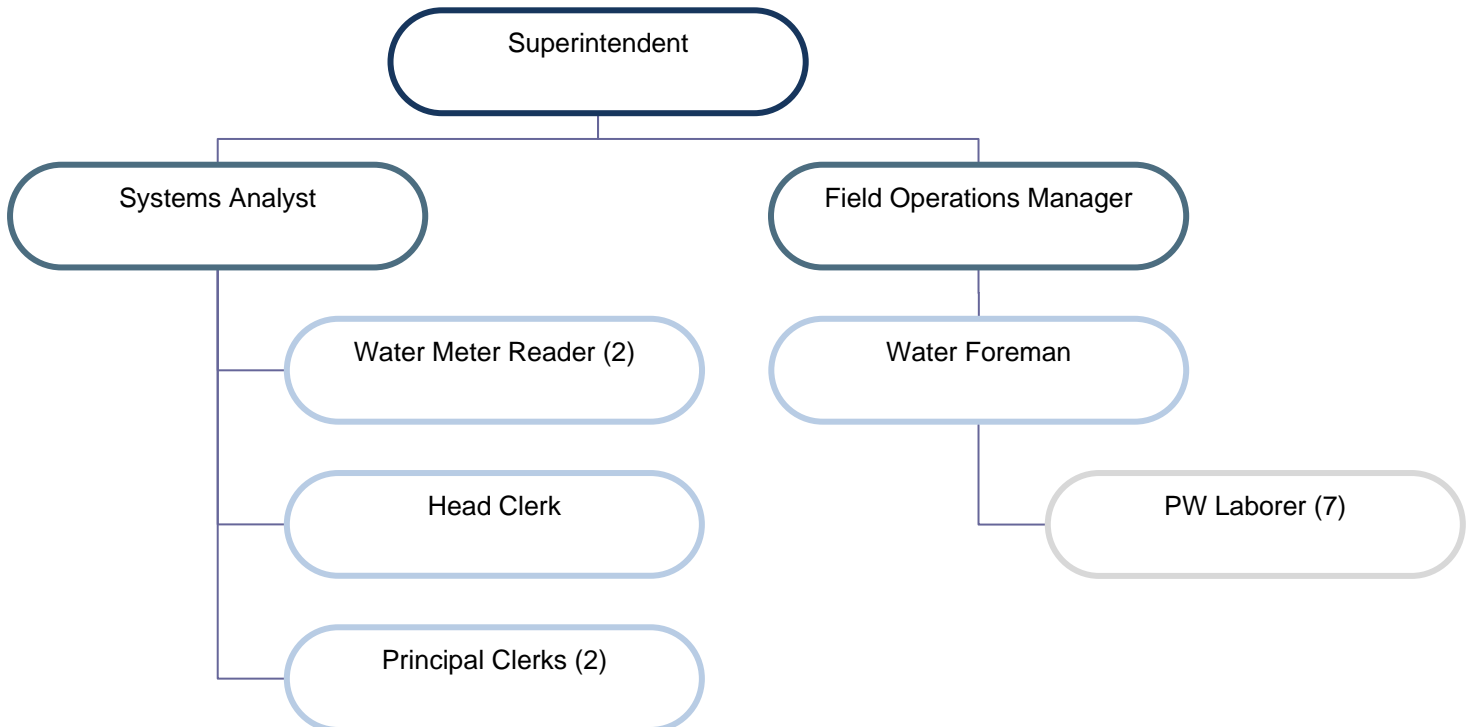 Superintendent
Systems Analyst
Field Operations Manager
Water Meter Reader (2)
Water Foreman
Head Clerk
PW Laborer (7)
Principal Clerks (2)